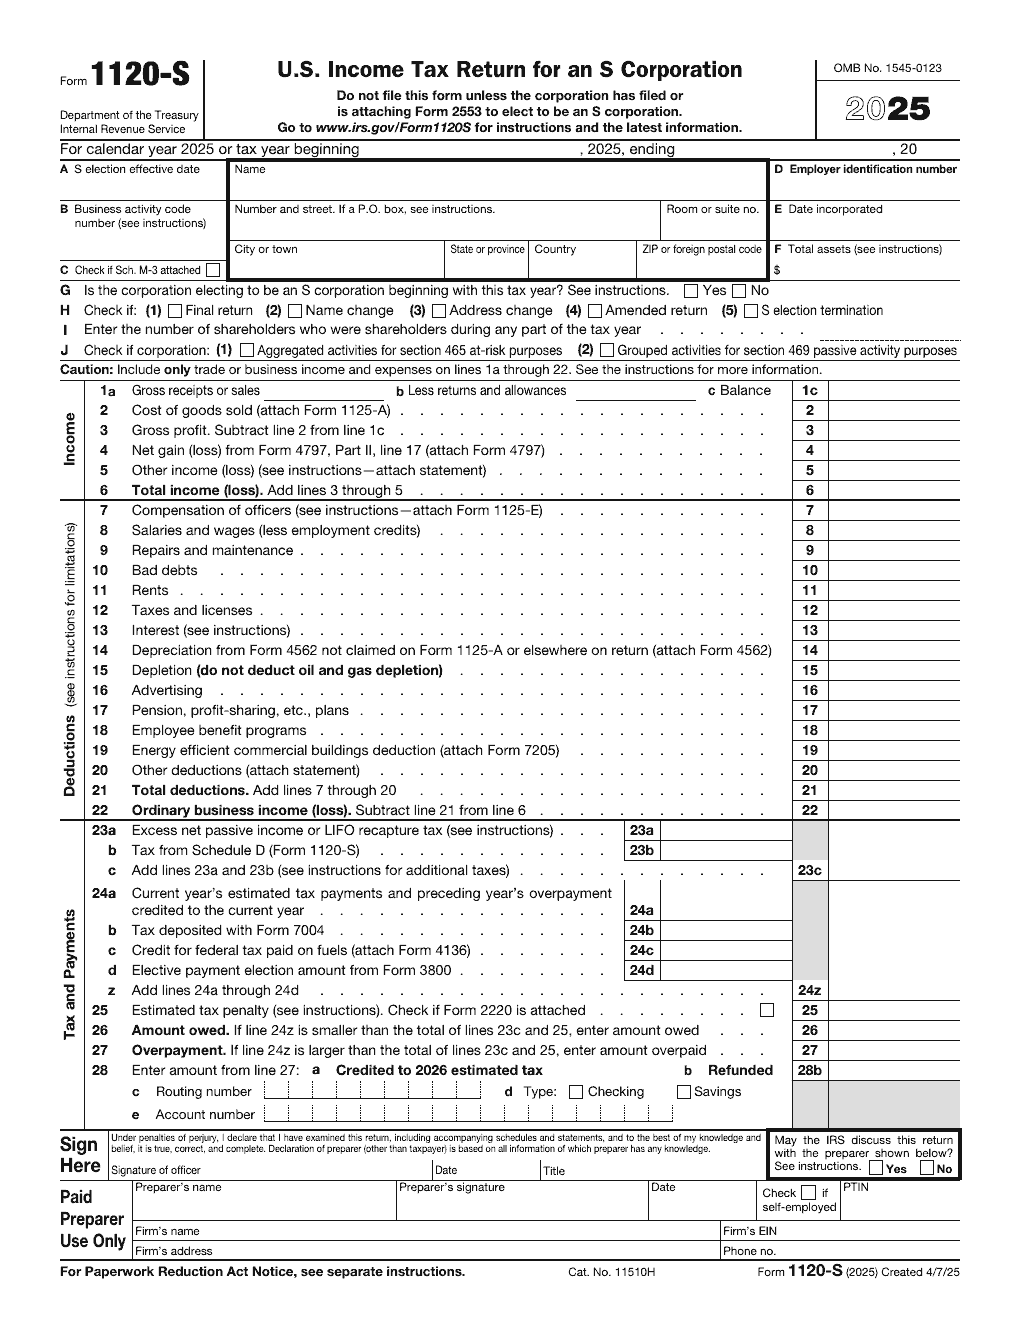 Form 1120-S
Department of the Treasury
Internal Revenue Service
U.S. Income Tax Return for an S Corporation
Do not file this form unless the corporation has filed or
is attaching Form 2553 to elect to be an S corporation.
Go to www.irs.gov/Form1120S for instructions and the latest information.
OMB No. 1545-0123
2025
For calendar year 2025 or tax year beginning , 2025, ending , 20
A S election effective date
B Business activity code
number (see instructions)
C Check if Sch. M-3 attached
Name
Number and street. If a P.O. box, see instructions. Room or suite no.
City or town State or province Country ZIP or foreign postal code
D Employer identification number
E Date incorporated
F Total assets (see instructions)
$
G Is the corporation electing to be an S corporation beginning with this tax year? See instructions. Yes No
H Check if: (1) Final return (2) Name change (3) Address change (4) Amended return (5) S election termination
I Enter the number of shareholders who were shareholders during any part of the tax year . . . . . . . .
J Check if corporation: (1) Aggregated activities for section 465 at-risk purposes (2) Grouped activities for section 469 passive activity purposes
Caution: Include only trade or business income and expenses on lines 1a through 22. See the instructions for more information.
Income
1a Gross receipts or sales b Less returns and allowances c Balance 1c
2 Cost of goods sold (attach Form 1125-A) . . . . . . . . . . . . . . . . . . . . . 2
3 Gross profit. Subtract line 2 from line 1c . . . . . . . . . . . . . . . . . . . . . 3
4 Net gain (loss) from Form 4797, Part II, line 17 (attach Form 4797) . . . . . . . . . . . . 4
5 Other income (loss) (see instructions—attach statement) . . . . . . . . . . . . . . . 5
6 Total income (loss). Add lines 3 through 5 . . . . . . . . . . . . . . . . . . . . 6
Deductions (see instructions for limitations)
7 Compensation of officers (see instructions—attach Form 1125-E) . . . . . . . . . . . . 7
8 Salaries and wages (less employment credits) . . . . . . . . . . . . . . . . . . . 8
9 Repairs and maintenance . . . . . . . . . . . . . . . . . . . . . . . . . . 9
10 Bad debts . . . . . . . . . . . . . . . . . . . . . . . . . . . . . . . 10
11 Rents . . . . . . . . . . . . . . . . . . . . . . . . . . . . . . . . . 11
12 Taxes and licenses . . . . . . . . . . . . . . . . . . . . . . . . . . . . 12
13 Interest (see instructions) . . . . . . . . . . . . . . . . . . . . . . . . . . 13
14 Depreciation from Form 4562 not claimed on Form 1125-A or elsewhere on return (attach Form 4562) 14
15 Depletion (do not deduct oil and gas depletion) . . . . . . . . . . . . . . . . . . 15
16 Advertising . . . . . . . . . . . . . . . . . . . . . . . . . . . . . . . 16
17 Pension, profit-sharing, etc., plans . . . . . . . . . . . . . . . . . . . . . . . 17
18 Employee benefit programs . . . . . . . . . . . . . . . . . . . . . . . . . 18
19 Energy efficient commercial buildings deduction (attach Form 7205) . . . . . . . . . . . 19
20 Other deductions (attach statement) . . . . . . . . . . . . . . . . . . . . . . 20
21 Total deductions. Add lines 7 through 20 . . . . . . . . . . . . . . . . . . . . 21
22 Ordinary business income (loss). Subtract line 21 from line 6 . . . . . . . . . . . . . 22
Tax and Payments
23a Excess net passive income or LIFO recapture tax (see instructions) . . . 23a
b Tax from Schedule D (Form 1120-S) . . . . . . . . . . . . . 23b
c Add lines 23a and 23b (see instructions for additional taxes) . . . . . . . . . . . . . . 23c
24a Current year's estimated tax payments and preceding year's overpayment
credited to the current year . . . . . . . . . . . . . . . . 24a
b Tax deposited with Form 7004 . . . . . . . . . . . . . . 24b
c Credit for federal tax paid on fuels (attach Form 4136) . . . . . . . 24c
d Elective payment election amount from Form 3800 . . . . . . . . 24d
z Add lines 24a through 24d . . . . . . . . . . . . . . . . . . . . . . . . . 24z
25 Estimated tax penalty (see instructions). Check if Form 2220 is attached . . . . . . . . 25
26 Amount owed. If line 24z is smaller than the total of lines 23c and 25, enter amount owed . . . 26
27 Overpayment. If line 24z is larger than the total of lines 23c and 25, enter amount overpaid . . . 27
28 Enter amount from line 27: a Credited to 2026 estimated tax b Refunded 28b
c Routing number d Type: Checking Savings
e Account number
Sign
Here
Under penalties of perjury, I declare that I have examined this return, including accompanying schedules and statements, and to the best of my knowledge and
belief, it is true, correct, and complete. Declaration of preparer (other than taxpayer) is based on all information of which preparer has any knowledge.
Signature of officer Date Title
May the IRS discuss this return
with the preparer shown below?
See instructions. Yes No
Paid
Preparer
Use Only
Preparer's name Preparer's signature Date Check if
self-employed PTIN
Firm's name Firm's EIN
Firm's address Phone no.
For Paperwork Reduction Act Notice, see separate instructions. Cat. No. 11510H Form 1120-S (2025) Created 4/7/25